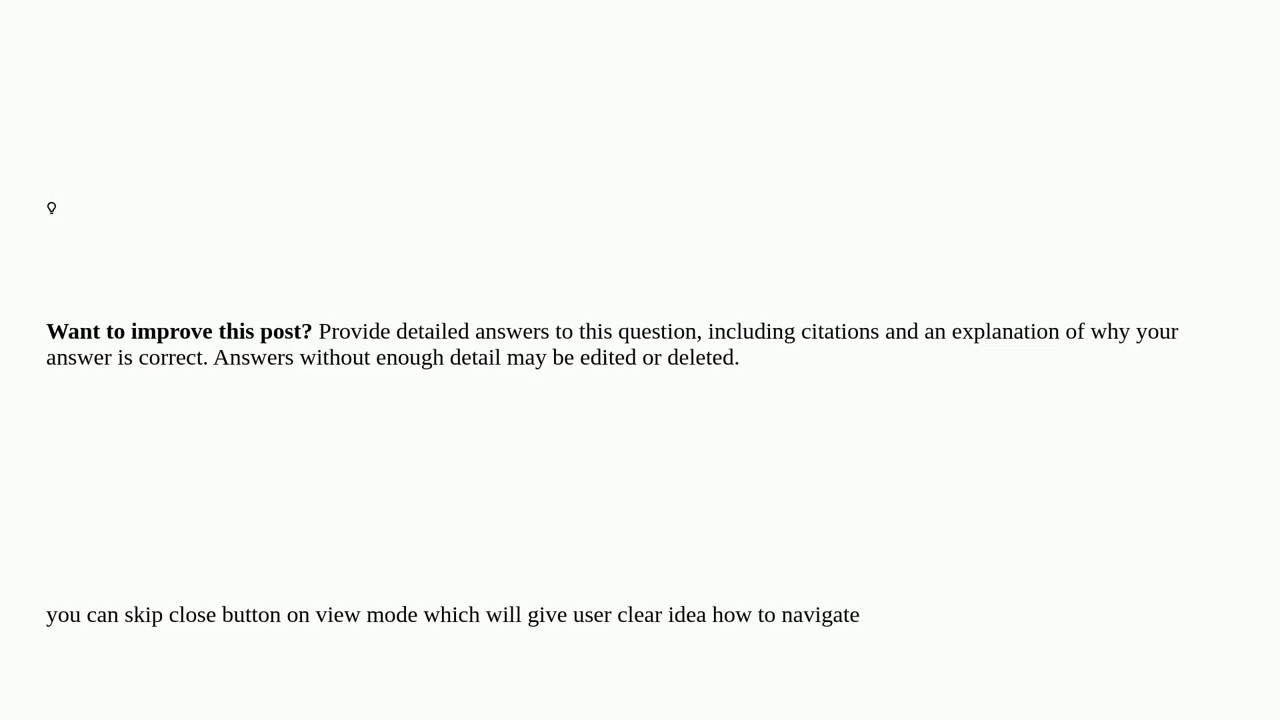 Want to improve this post? Provide detailed answers to this question, including citations and an explanation of why your
answer is correct. Answers without enough detail may be edited or deleted.
you can skip close button on view mode which will give user clear idea how to navigate